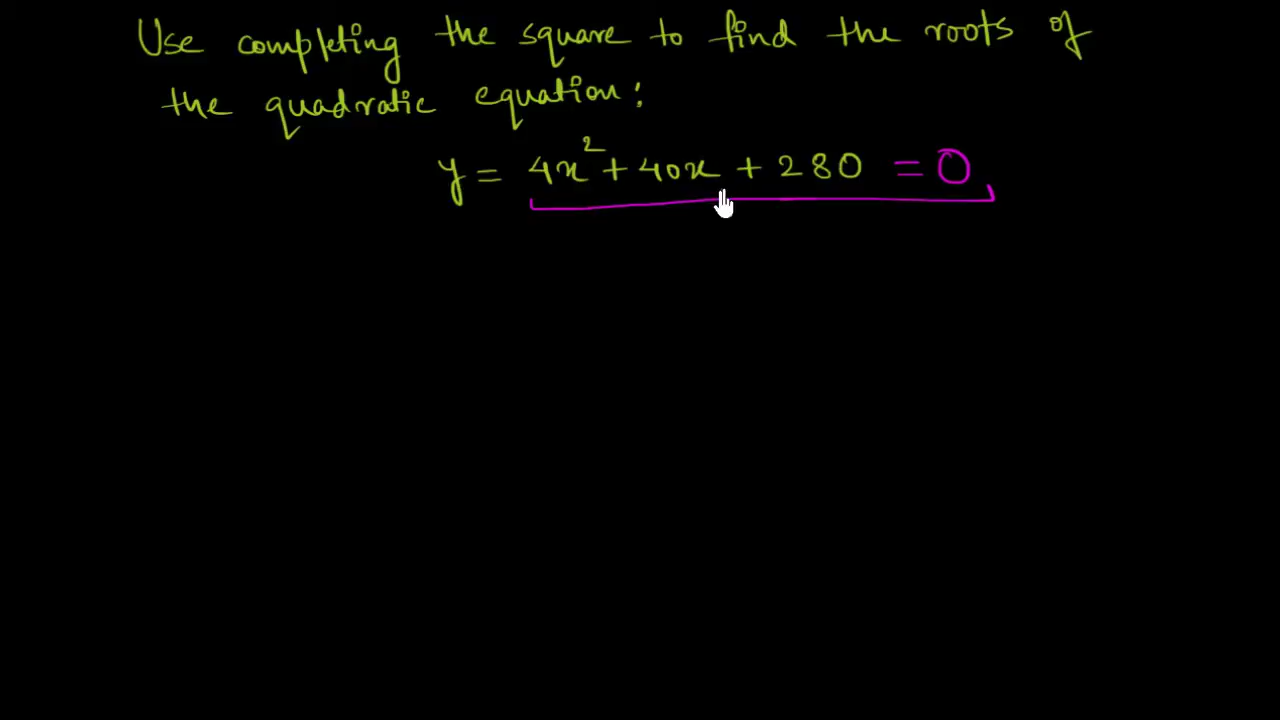 Use completing the square to find the roots of
the quadratic equation:
y = 4x² + 40x + 280 = 0